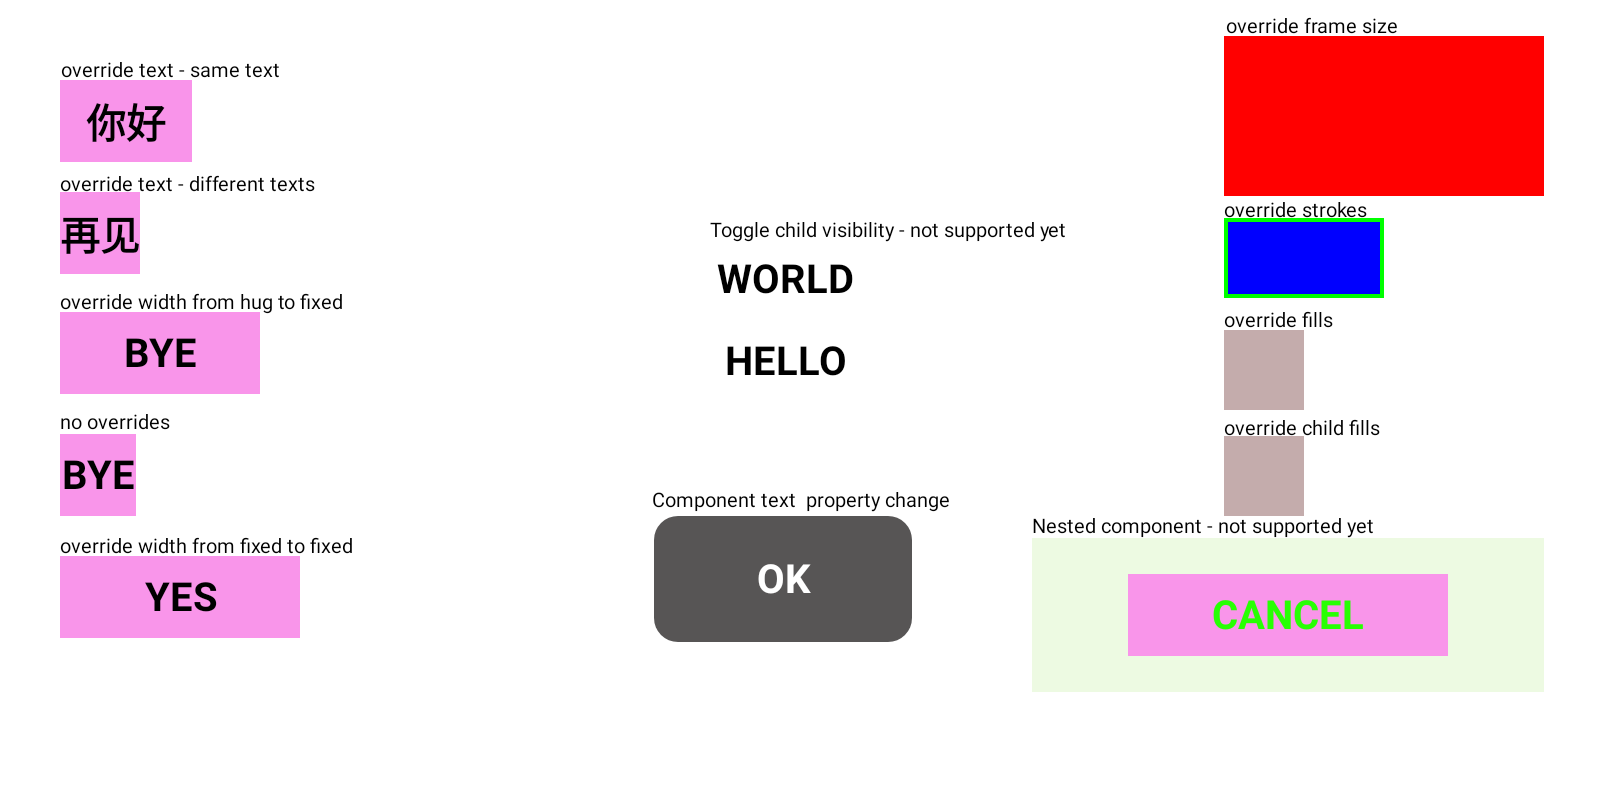 override text - same text
你好
override text - different texts
再见
override width from hug to fixed
BYE
no overrides
BYE
override width from fixed to fixed
YES
Toggle child visibility - not supported yet
WORLD
HELLO
Component text  property change
OK
override frame size
override strokes
override fills
override child fills
Nested component - not supported yet
CANCEL